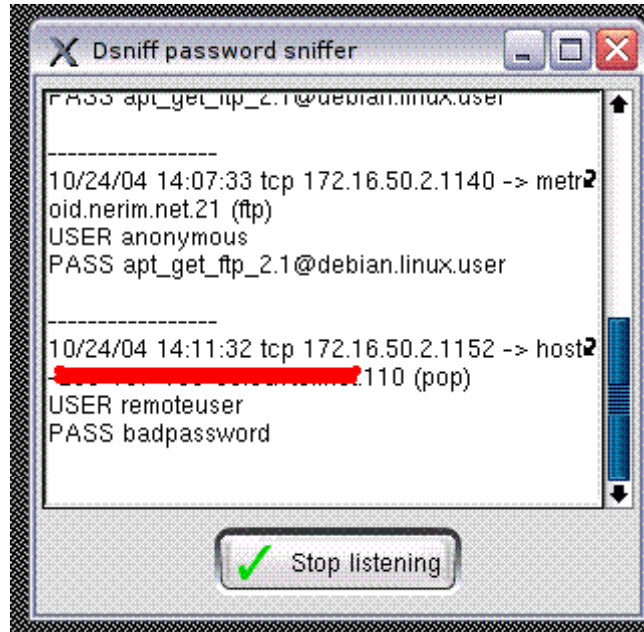 Dsniff password sniffer
PASS apt_get_ftp_2.1@debian.linux.user
-----------------
10/24/04 14:07:33 tcp 172.16.50.2.1140 -> metr
oid.nerim.net.21 (ftp)
USER anonymous
PASS apt_get_ftp_2.1@debian.linux.user
-----------------
10/24/04 14:11:32 tcp 172.16.50.2.1152 -> host
.110 (pop)
USER remoteuser
PASS badpassword
Stop listening